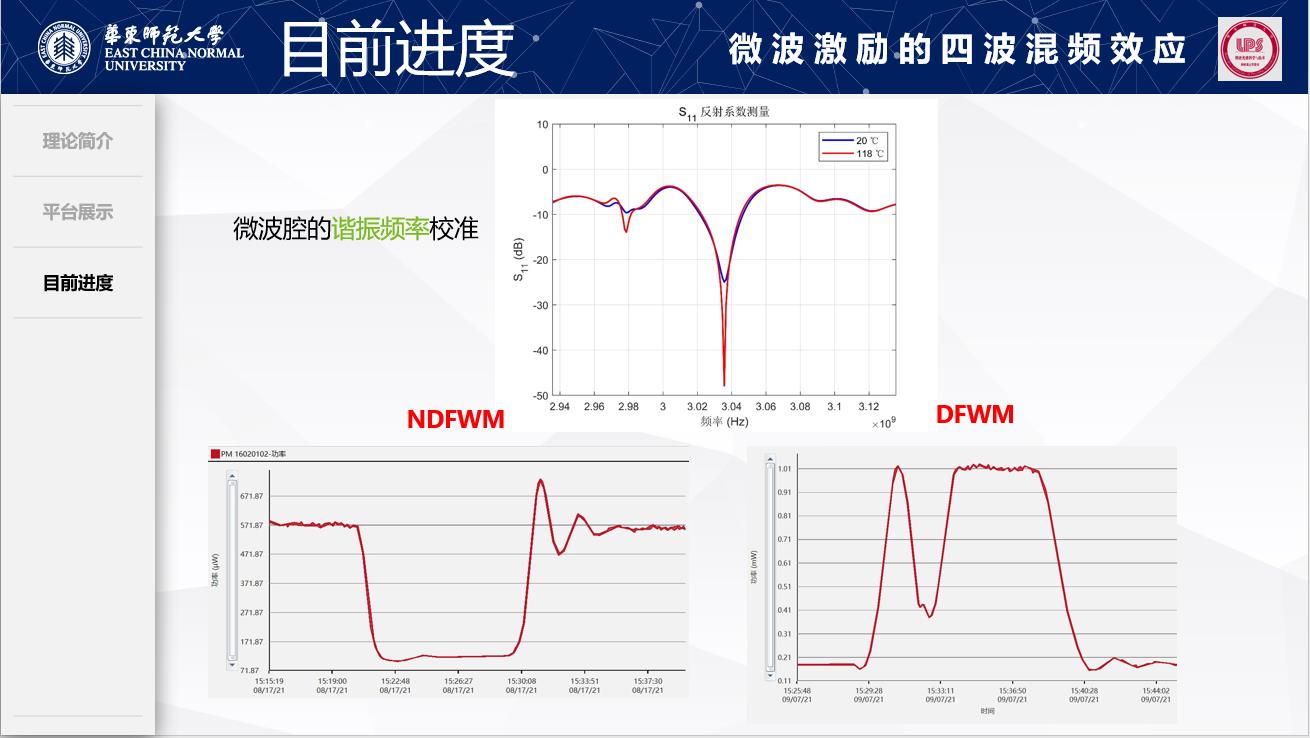 華東師範大學
EAST CHINA NORMAL
UNIVERSITY
目前进度
微波激励的四波混频效应
LPS
理论简介
平台展示
目前进度
微波腔的谐振频率校准
S11 反射系数测量
20 ℃
118 ℃
10
0
-10
-20
-30
-40
-50
S11 (dB)
2.94 2.96 2.98 3 3.02 3.04 3.06 3.08 3.1 3.12
频率 (Hz)
×10^9
NDFWM
DFWM
PM 16020102-功率
671.87
571.87
471.87
371.87
271.87
171.87
71.87
功率 (μW)
15:15:19 15:19:00 15:22:48 15:26:27 15:30:08 15:33:51 15:37:30
08/17/21 08/17/21 08/17/21 08/17/21 08/17/21 08/17/21 08/17/21
1.01
0.91
0.81
0.71
0.61
0.51
0.41
0.31
0.21
0.11
功率 (mW)
15:25:48 15:29:28 15:33:11 15:36:50 15:40:28 15:44:02
09/07/21 09/07/21 09/07/21 09/07/21 09/07/21 09/07/21
时间